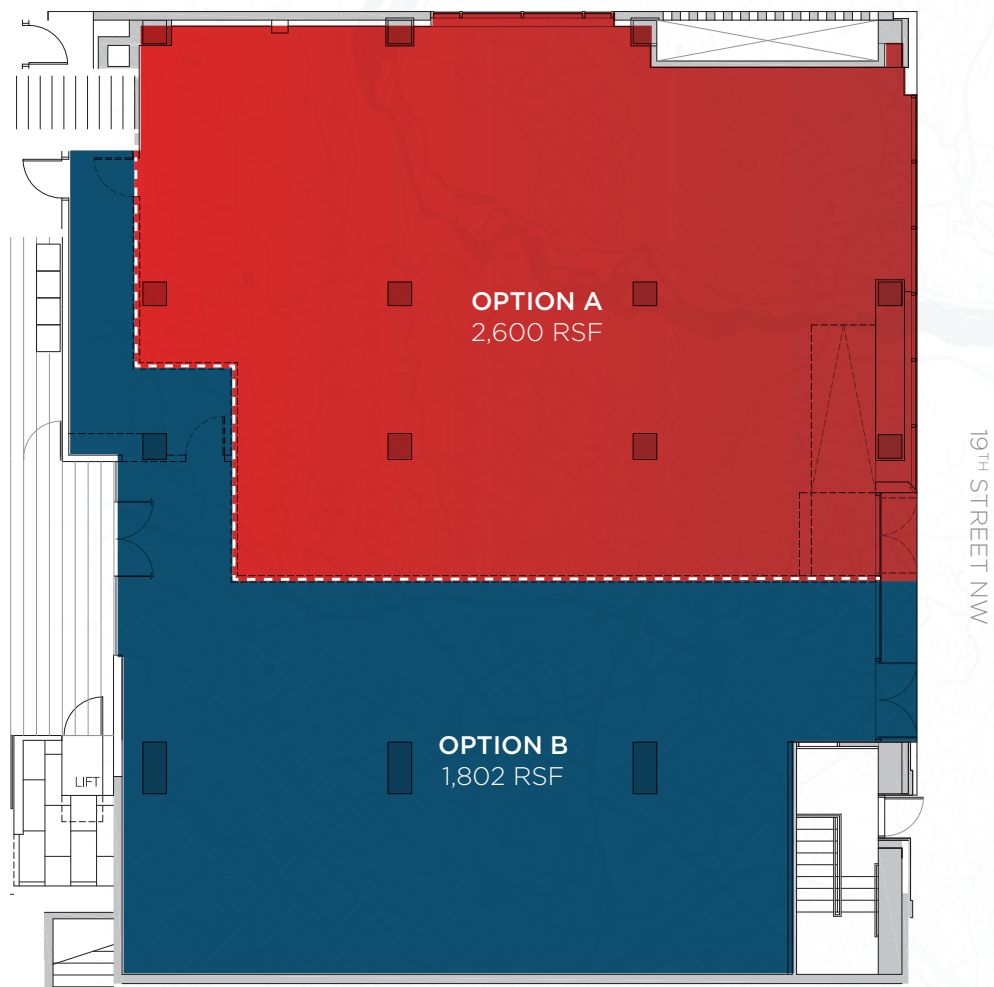 OPTION A
2,600 RSF
19TH STREET NW
OPTION B
1,802 RSF
LIFT